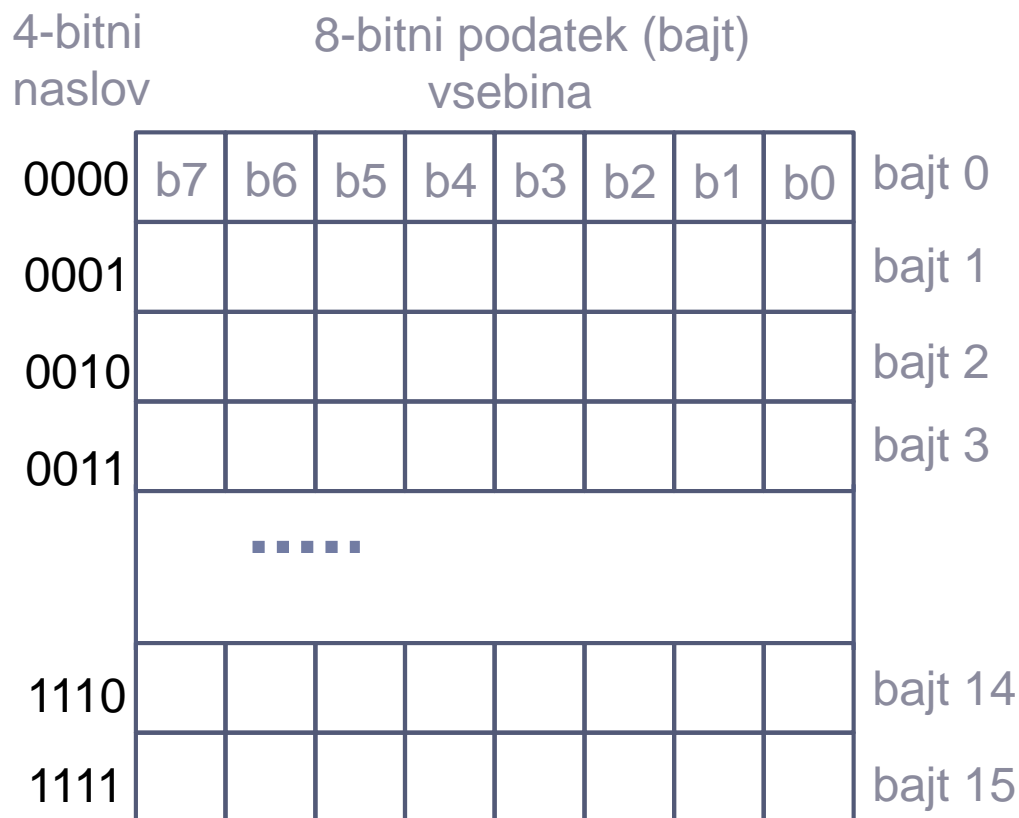 4-bitni
naslov
8-bitni podatek (bajt)
vsebina
0000 b7 b6 b5 b4 b3 b2 b1 b0 bajt 0
0001 bajt 1
0010 bajt 2
0011 bajt 3
.....
1110 bajt 14
1111 bajt 15